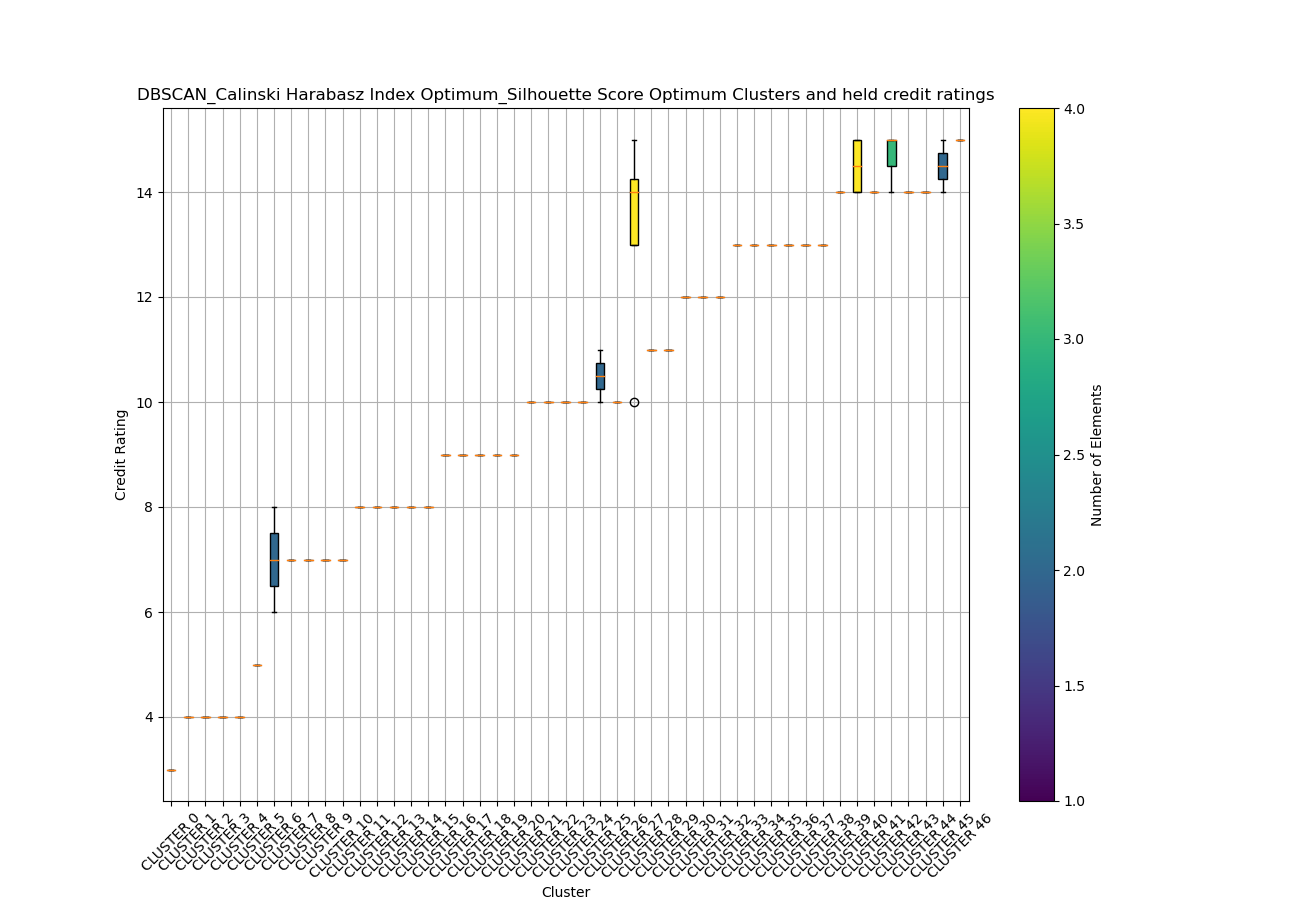 DBSCAN_Calinski Harabasz Index Optimum_Silhouette Score Optimum Clusters and held credit ratings
Credit Rating
14
12
10
8
6
4
CLUSTER 0
CLUSTER 1
CLUSTER 2
CLUSTER 3
CLUSTER 4
CLUSTER 5
CLUSTER 6
CLUSTER 7
CLUSTER 8
CLUSTER 9
CLUSTER 10
CLUSTER 11
CLUSTER 12
CLUSTER 13
CLUSTER 14
CLUSTER 15
CLUSTER 16
CLUSTER 17
CLUSTER 18
CLUSTER 19
CLUSTER 20
CLUSTER 21
CLUSTER 22
CLUSTER 23
CLUSTER 24
CLUSTER 25
CLUSTER 26
CLUSTER 27
CLUSTER 28
CLUSTER 29
CLUSTER 30
CLUSTER 31
CLUSTER 32
CLUSTER 33
CLUSTER 34
CLUSTER 35
CLUSTER 36
CLUSTER 37
CLUSTER 38
CLUSTER 39
CLUSTER 40
CLUSTER 41
CLUSTER 42
CLUSTER 43
CLUSTER 44
CLUSTER 45
CLUSTER 46
Cluster
4.0
3.5
3.0
2.5
2.0
1.5
1.0
Number of Elements